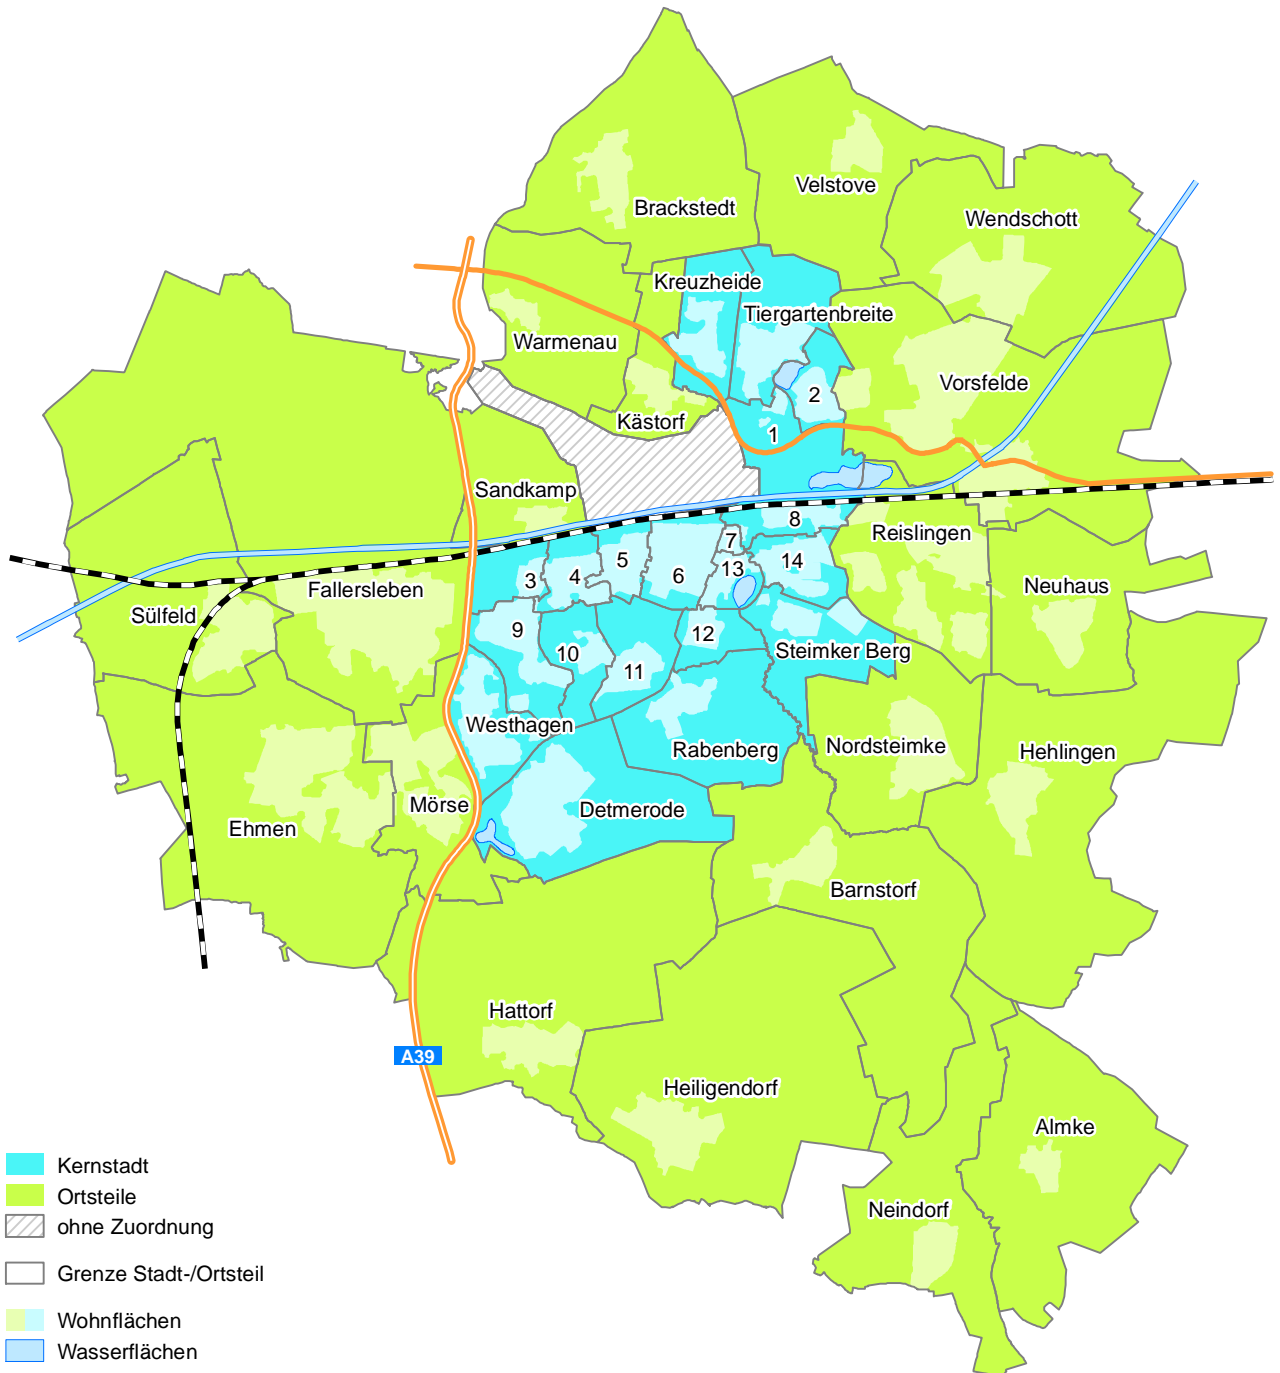 Velstove
Brackstedt
Wendschott
Kreuzheide
Tiergartenbreite
Warmenau
Vorsfelde
2
Kästorf
1
Sandkamp
8
Reislingen
7
5
14
13
3
4
6
Fallersleben
Neuhaus
Sülfeld
9
12
10
Steimker Berg
11
Westhagen
Rabenberg
Nordsteimke
Hehlingen
Mörse
Detmerode
Ehmen
Barnstorf
Hattorf
A39
Heiligendorf
Almke
Neindorf
Kernstadt
Ortsteile
ohne Zuordnung
Grenze Stadt-/Ortsteil
Wohnflächen
Wasserflächen